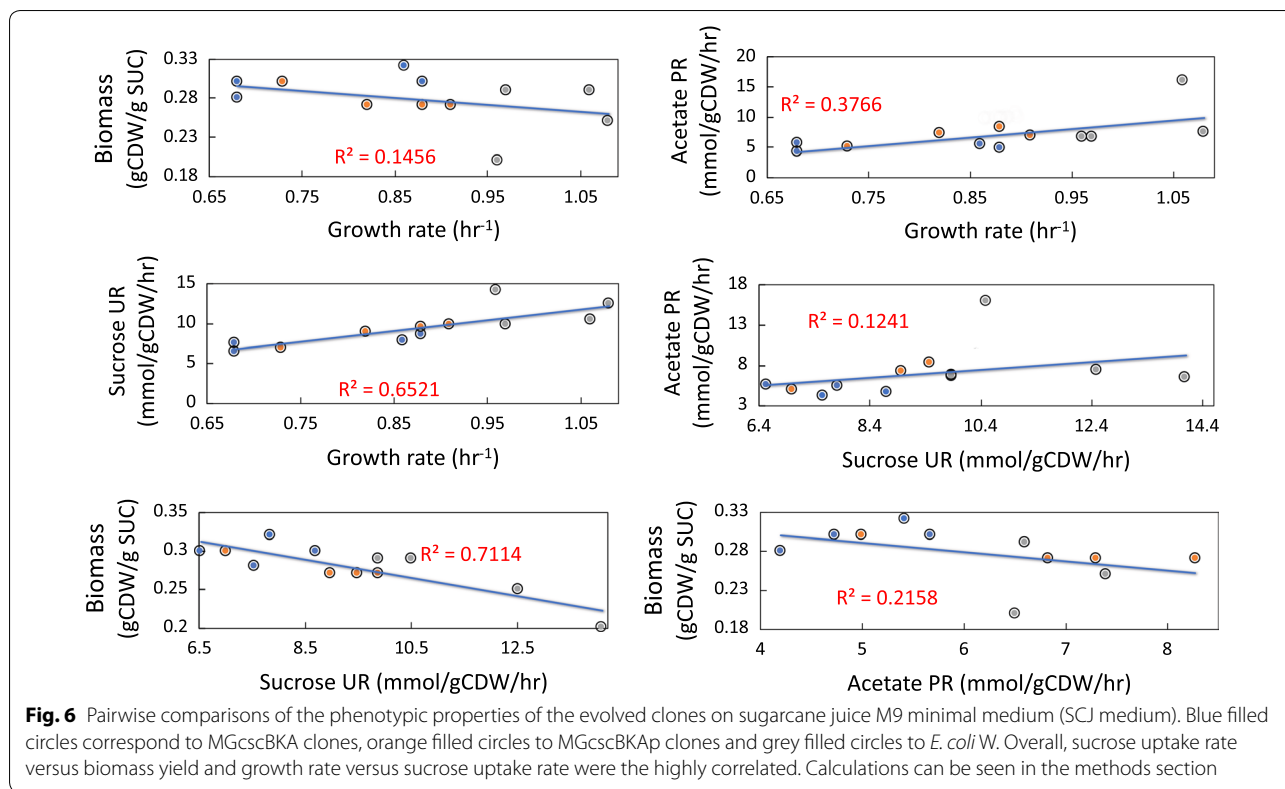 Biomass
(gCDW/g SUC)
0.33
0.28
0.23
0.18
R² = 0.1456
0.65 0.75 0.85 0.95 1.05
Growth rate (hr⁻¹)
Acetate PR
(mmol/gCDW/hr)
20
15
10
5
0
R² = 0.3766
0.65 0.75 0.85 0.95 1.05
Growth rate (hr⁻¹)
Sucrose UR
(mmol/gCDW/hr)
15
10
5
0
R² = 0.6521
0.65 0.75 0.85 0.95 1.05
Growth rate (hr⁻¹)
Acetate PR
(mmol/gCDW/hr)
18
13
8
3
R² = 0.1241
6.4 8.4 10.4 12.4 14.4
Sucrose UR (mmol/gCDW/hr)
Biomass
(gCDW/g SUC)
0.35
0.3
0.25
0.2
R² = 0.7114
6.5 8.5 10.5 12.5
Sucrose UR (mmol/gCDW/hr)
Biomass
(gCDW/g SUC)
0.33
0.28
0.23
0.18
R² = 0.2158
4 5 6 7 8
Acetate PR (mmol/gCDW/hr)
Fig. 6 Pairwise comparisons of the phenotypic properties of the evolved clones on sugarcane juice M9 minimal medium (SCJ medium). Blue filled
circles correspond to MGcscBKA clones, orange filled circles to MGcscBKAp clones and grey filled circles to E. coli W. Overall, sucrose uptake rate
versus biomass yield and growth rate versus sucrose uptake rate were the highly correlated. Calculations can be seen in the methods section